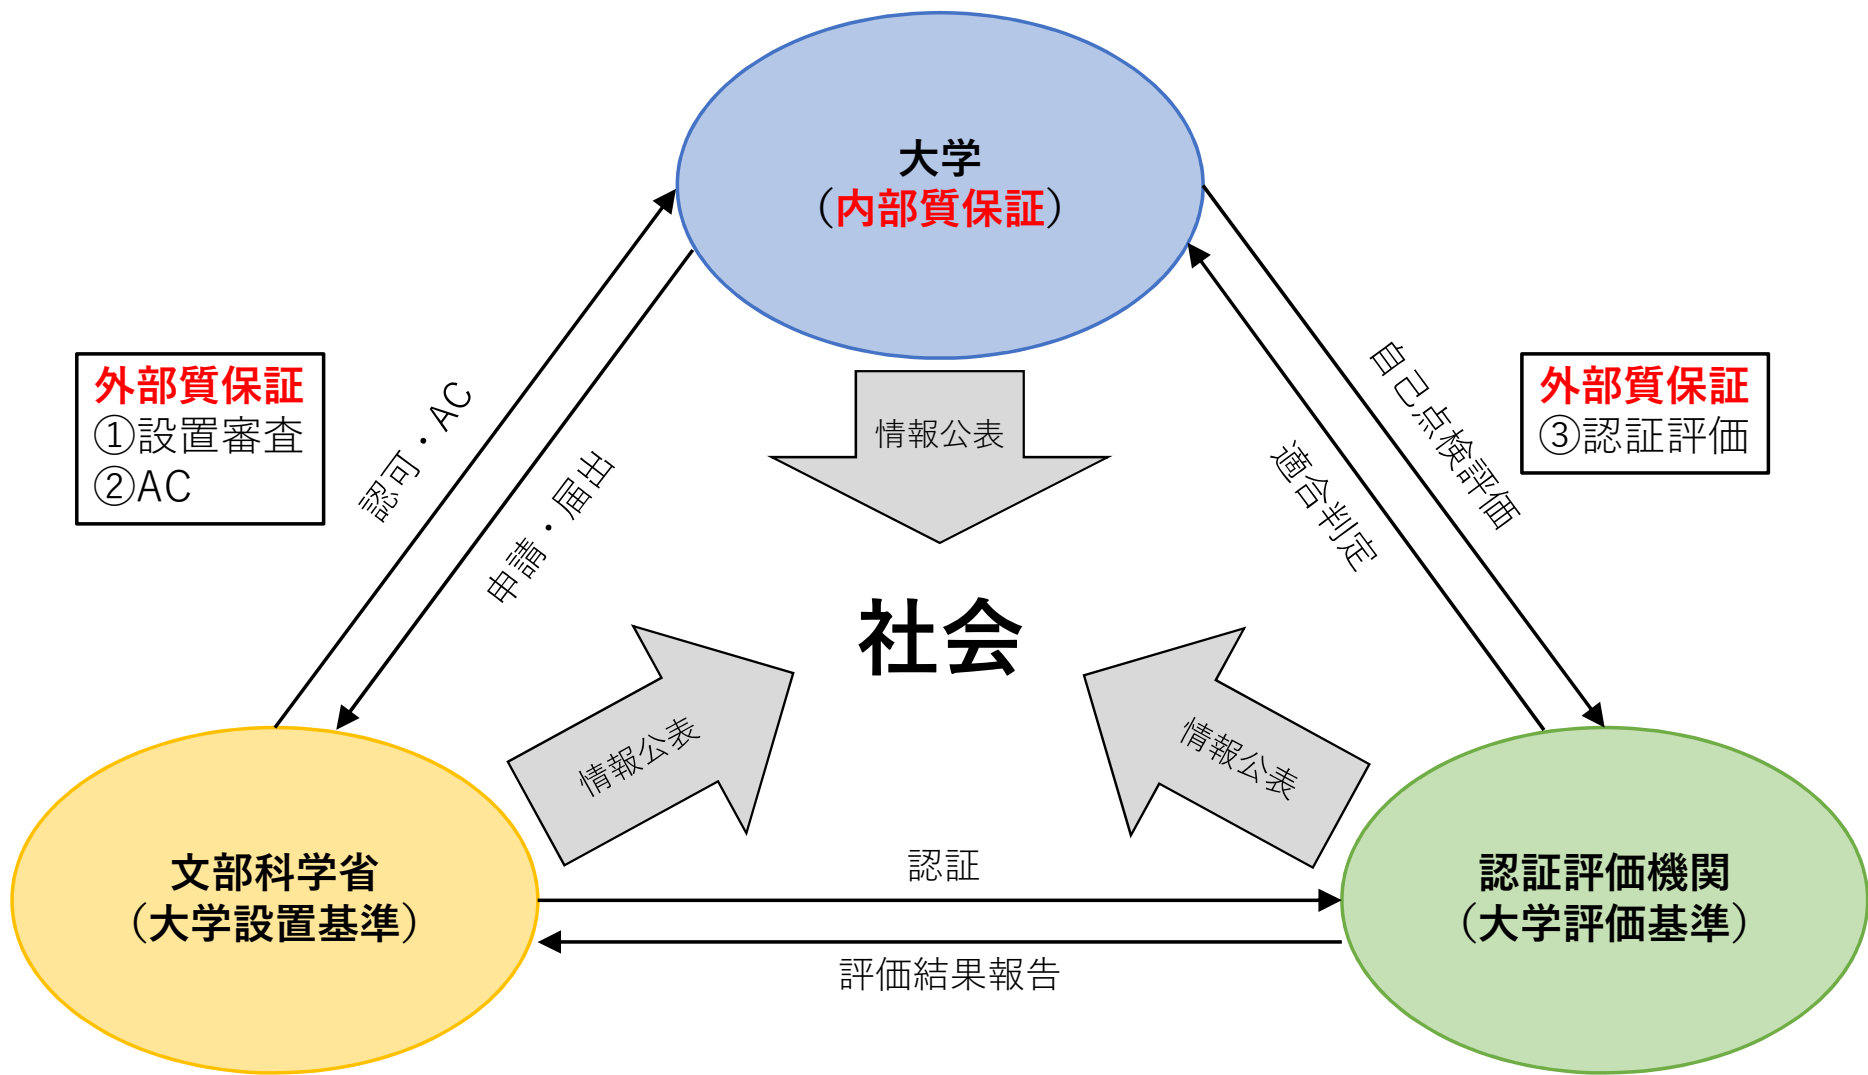 大学
（内部質保証）
外部質保証
①設置審査
②AC
認可・AC
申請・届出
情報公表
適合判定
自己点検評価
外部質保証
③認証評価
社会
情報公表
情報公表
文部科学省
（大学設置基準）
認証
評価結果報告
認証評価機関
（大学評価基準）